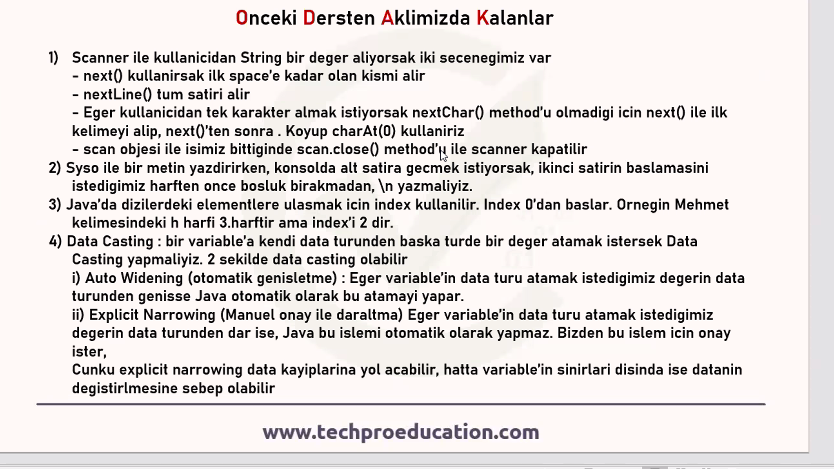 Onceki Dersten Aklimizda Kalanlar
1) Scanner ile kullanicidan String bir deger aliyorsak iki secenegimiz var
- next() kullanirsak ilk space'e kadar olan kismi alir
- nextLine() tum satiri alir
- Eger kullanicidan tek karakter almak istiyorsak nextChar() method'u olmadigi icin next() ile ilk
kelimeyi alip, next()'ten sonra . Koyup charAt(0) kullaniriz
- scan objesi ile isimiz bittiginde scan.close() method'u ile scanner kapatilir
2) Syso ile bir metin yazdirirken, konsolda alt satira gecmek istiyorsak, ikinci satirin baslamasini
istedigimiz harften once bosluk birakmadan, \n yazmaliyiz.
3) Java'da dizilerdeki elementlere ulasmak icin index kullanilir. Index 0'dan baslar. Ornegin Mehmet
kelimesindeki h harfi 3.harftir ama index'i 2 dir.
4) Data Casting : bir variable'a kendi data turunden baska turde bir deger atamak istersek Data
Casting yapmaliyiz. 2 sekilde data casting olabilir
i) Auto Widening (otomatik genisletme) : Eger variable'in data turu atamak istedigimiz degerin data
turunden genisse Java otomatik olarak bu atamayi yapar.
ii) Explicit Narrowing (Manuel onay ile daraltma) Eger variable'in data turu atamak istedigimiz
degerin data turunden dar ise, Java bu islemi otomatik olarak yapmaz. Bizden bu islem icin onay
ister,
Cunku explicit narrowing data kayiplarina yol acabilir, hatta variable'in sinirlari disinda ise datanin
degistirlmesine sebep olabilir
www.techproeducation.com